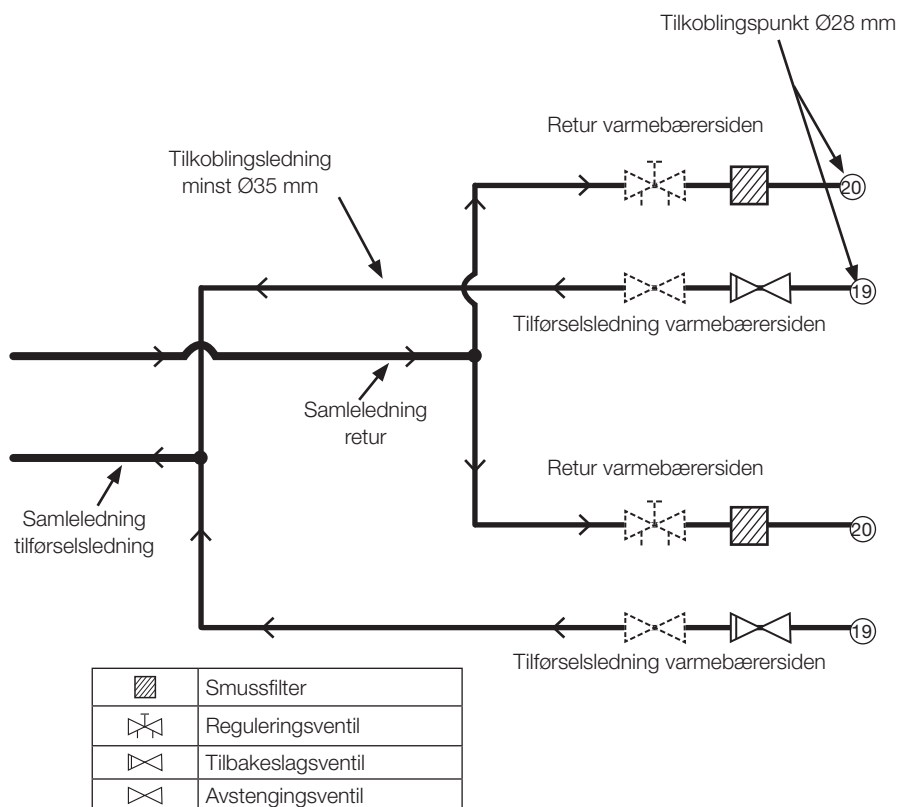 Tilkoblingspunkt Ø28 mm
Retur varmebærersiden
Tilkoblingsledning
minst Ø35 mm
20
19
Tilførselsledning varmebærersiden
Samleledning
retur
Retur varmebærersiden
Samleledning
tilførselsledning
20
19
Tilførselsledning varmebærersiden
Smussfilter
Reguleringsventil
Tilbakeslagsventil
Avstengingsventil